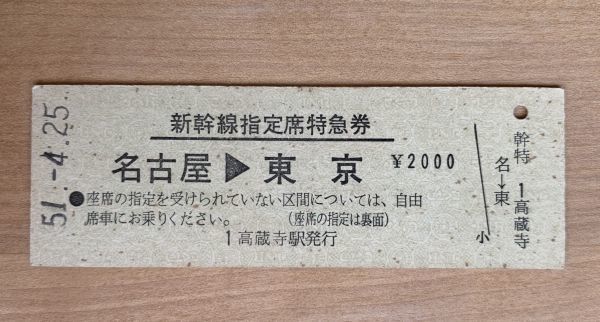 51.-4.25
新幹線指定席特急券
名古屋▶東京 ¥2000
●座席の指定を受けられていない区間については、自由
席車にお乗りください。 (座席の指定は裏面)
1高蔵寺駅発行
小
幹特
名→東
1高蔵寺